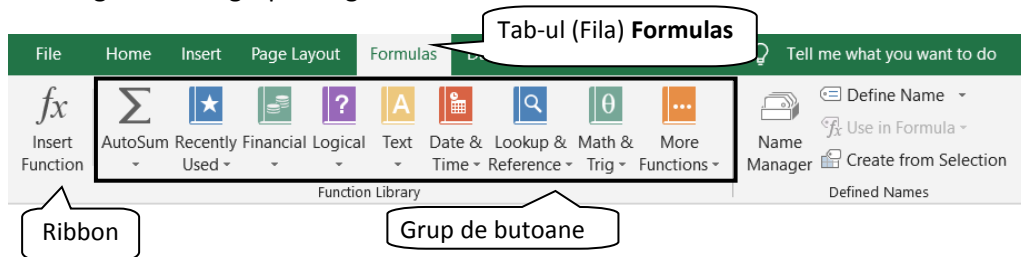 Tab-ul (Fila) Formulas
File Home Insert Page Layout Formulas Tell me what you want to do
fx Insert Function
Σ AutoSum
Recently Used
Financial
? Logical
A Text
Date & Time
Lookup & Reference
θ Math & Trig
... More Functions
Name Manager
Define Name
fx Use in Formula
Create from Selection
Function Library
Defined Names
Ribbon
Grup de butoane